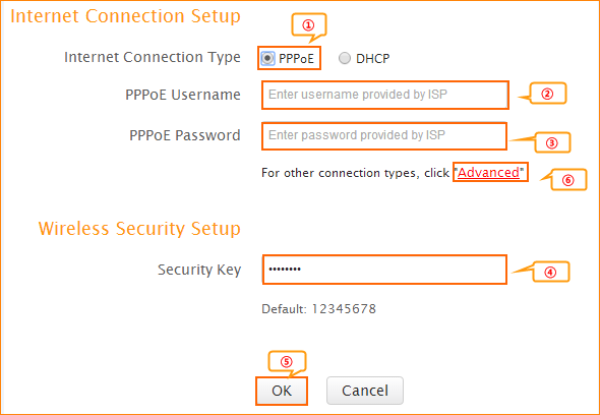 Internet Connection Setup
①
Internet Connection Type PPPoE DHCP
PPPoE Username Enter username provided by ISP ②
PPPoE Password Enter password provided by ISP ③
For other connection types, click "Advanced" ⑥
Wireless Security Setup
Security Key •••••••• ④
Default: 12345678
⑤
OK Cancel